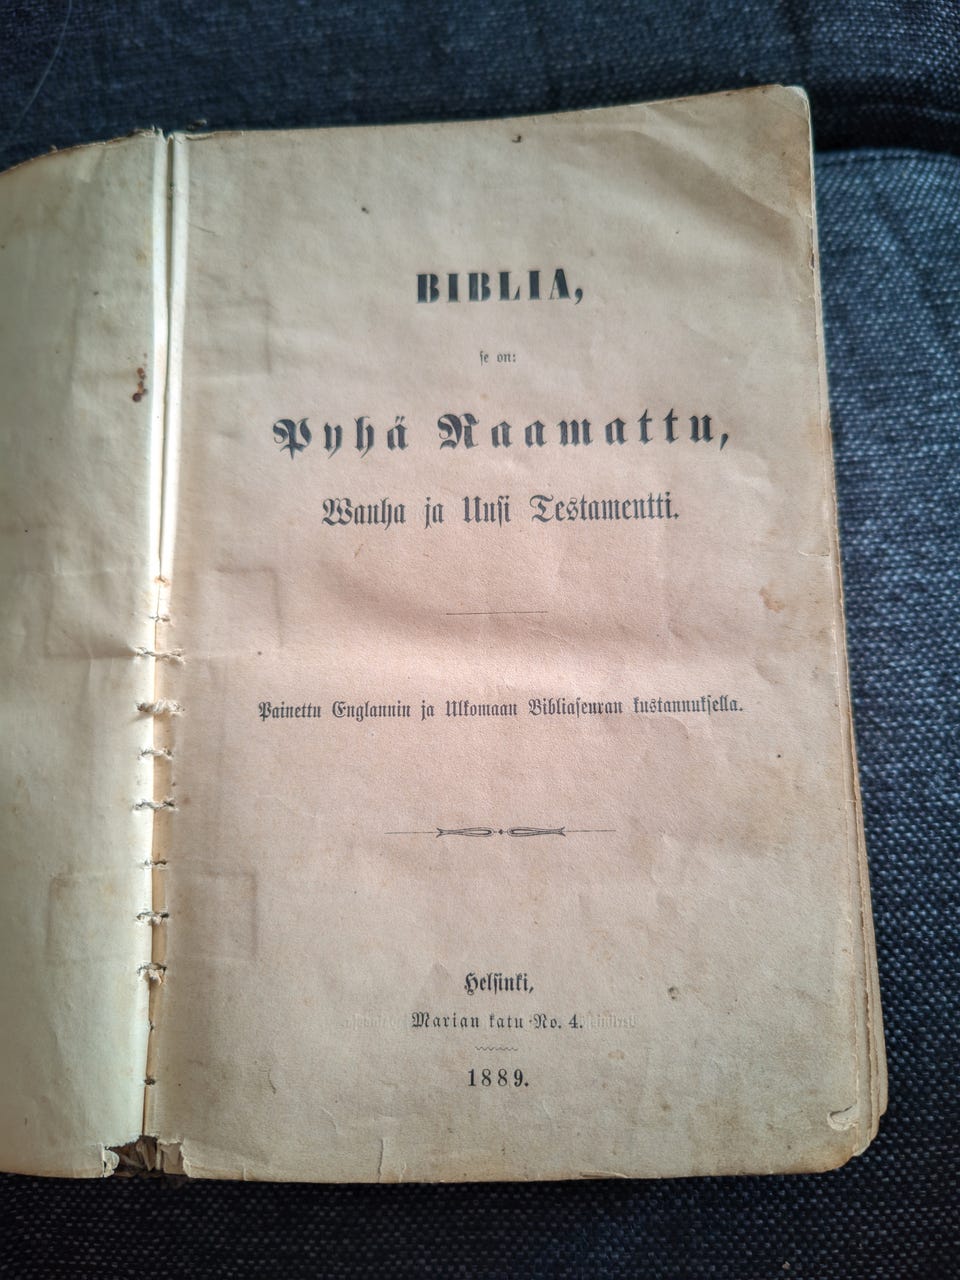 BIBLIA,
se on:
Pyhä Raamattu,
Wanha ja Uusi Testamentti.
Painettu Englannin ja Ulkomaan Bibliaseuran kustannuksella.
Helsinki,
Marian katu No. 4.
1889.